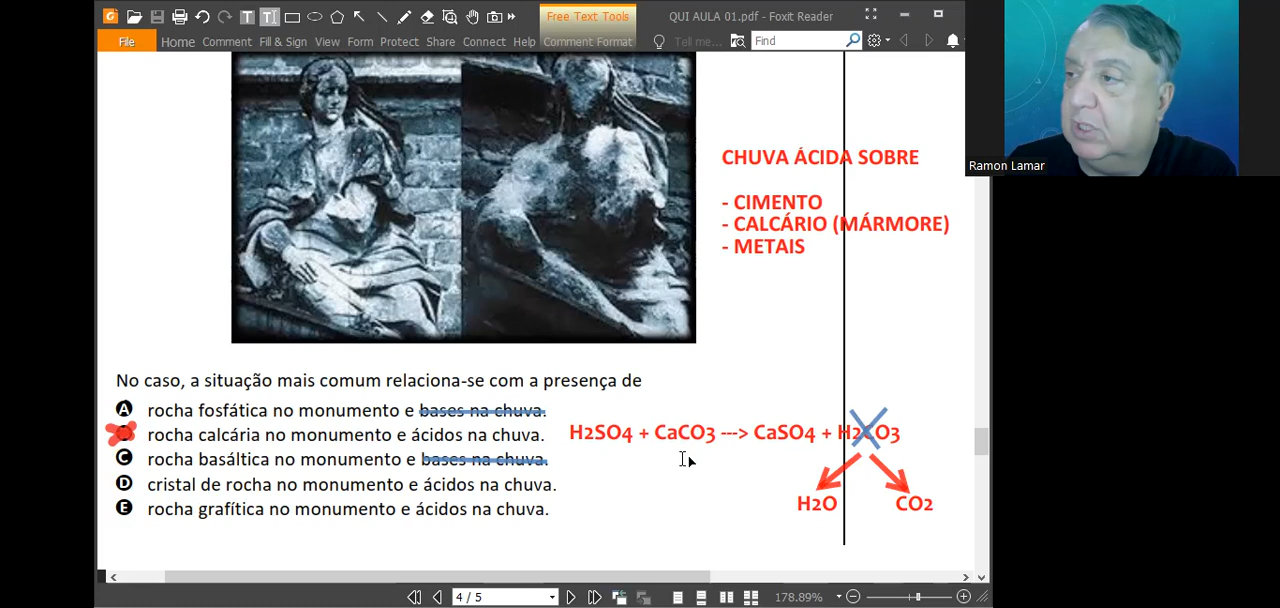 Free Text Tools
QUI AULA 01.pdf - Foxit Reader
File Home Comment Fill & Sign View Form Protect Share Connect Help Comment Format Tell me... Find
Ramon Lamar
CHUVA ÁCIDA SOBRE
- CIMENTO
- CALCÁRIO (MÁRMORE)
- METAIS
No caso, a situação mais comum relaciona-se com a presença de
A rocha fosfática no monumento e bases na chuva.
rocha calcária no monumento e ácidos na chuva.
H2SO4 + CaCO3 ---> CaSO4 + H2CO3
C rocha basáltica no monumento e bases na chuva.
D cristal de rocha no monumento e ácidos na chuva.
H2O CO2
E rocha grafítica no monumento e ácidos na chuva.
4 / 5
178.89%